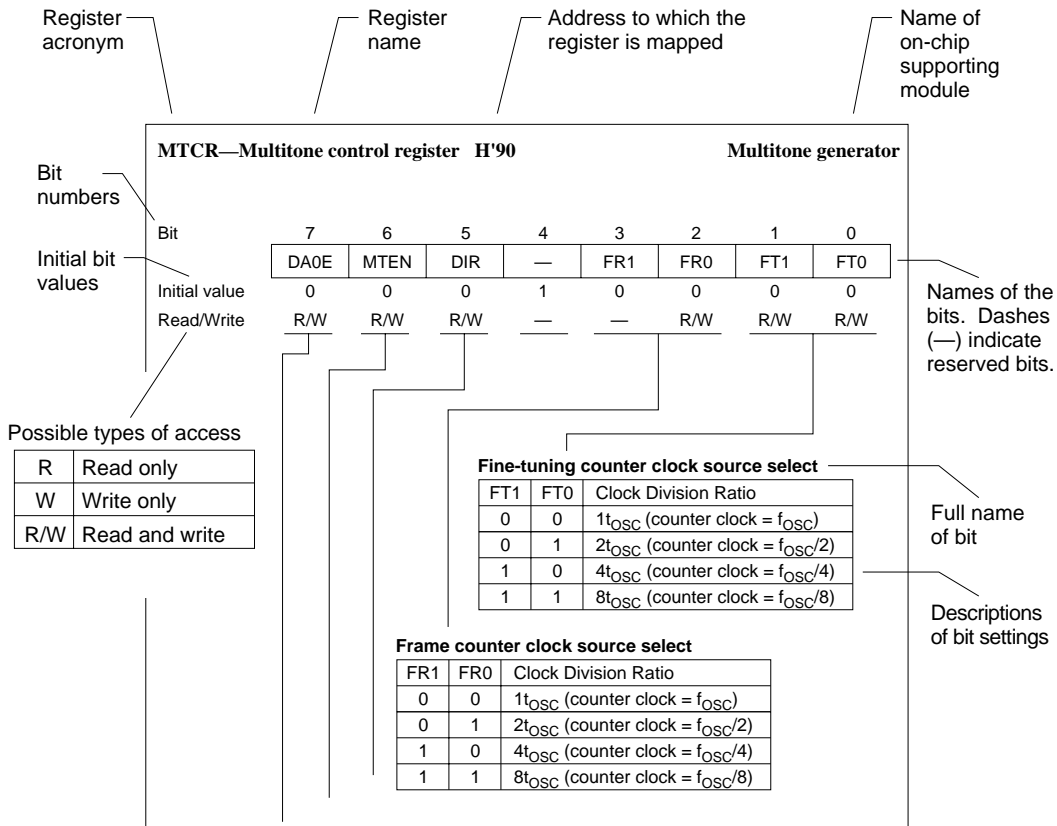 Register
acronym
Register
name
Address to which the
register is mapped
Name of
on-chip
supporting
module
MTCR—Multitone control register H'90 Multitone generator
Bit
numbers
Bit 7 6 5 4 3 2 1 0
Initial bit
values
DA0E MTEN DIR — FR1 FR0 FT1 FT0
Initial value 0 0 0 1 0 0 0 0
Read/Write R/W R/W R/W — — R/W R/W R/W
Names of the
bits. Dashes
(—) indicate
reserved bits.
Possible types of access
R Read only
W Write only
R/W Read and write
Fine-tuning counter clock source select
FT1 FT0 Clock Division Ratio
0 0 1tOSC (counter clock = fOSC)
0 1 2tOSC (counter clock = fOSC/2)
1 0 4tOSC (counter clock = fOSC/4)
1 1 8tOSC (counter clock = fOSC/8)
Full name
of bit
Descriptions
of bit settings
Frame counter clock source select
FR1 FR0 Clock Division Ratio
0 0 1tOSC (counter clock = fOSC)
0 1 2tOSC (counter clock = fOSC/2)
1 0 4tOSC (counter clock = fOSC/4)
1 1 8tOSC (counter clock = fOSC/8)